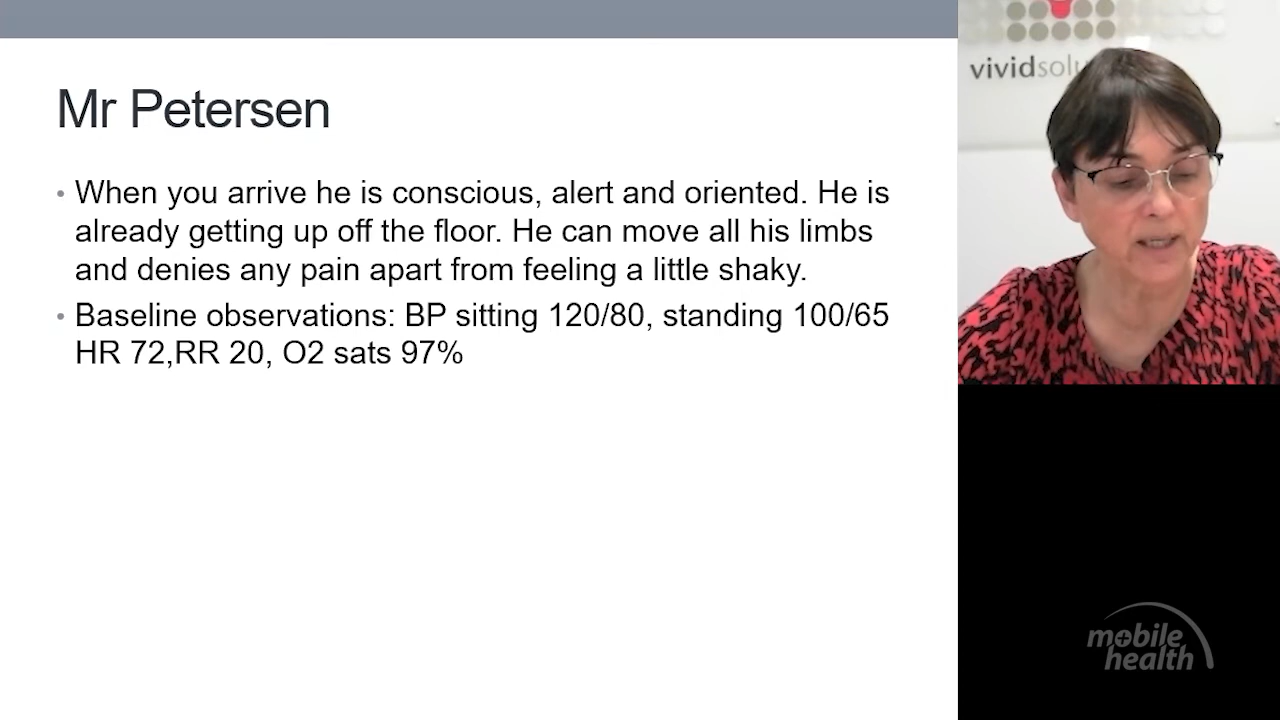 Mr Petersen
• When you arrive he is conscious, alert and oriented. He is
already getting up off the floor. He can move all his limbs
and denies any pain apart from feeling a little shaky.
• Baseline observations: BP sitting 120/80, standing 100/65
HR 72,RR 20, O2 sats 97%
vividsolu
mobile
health